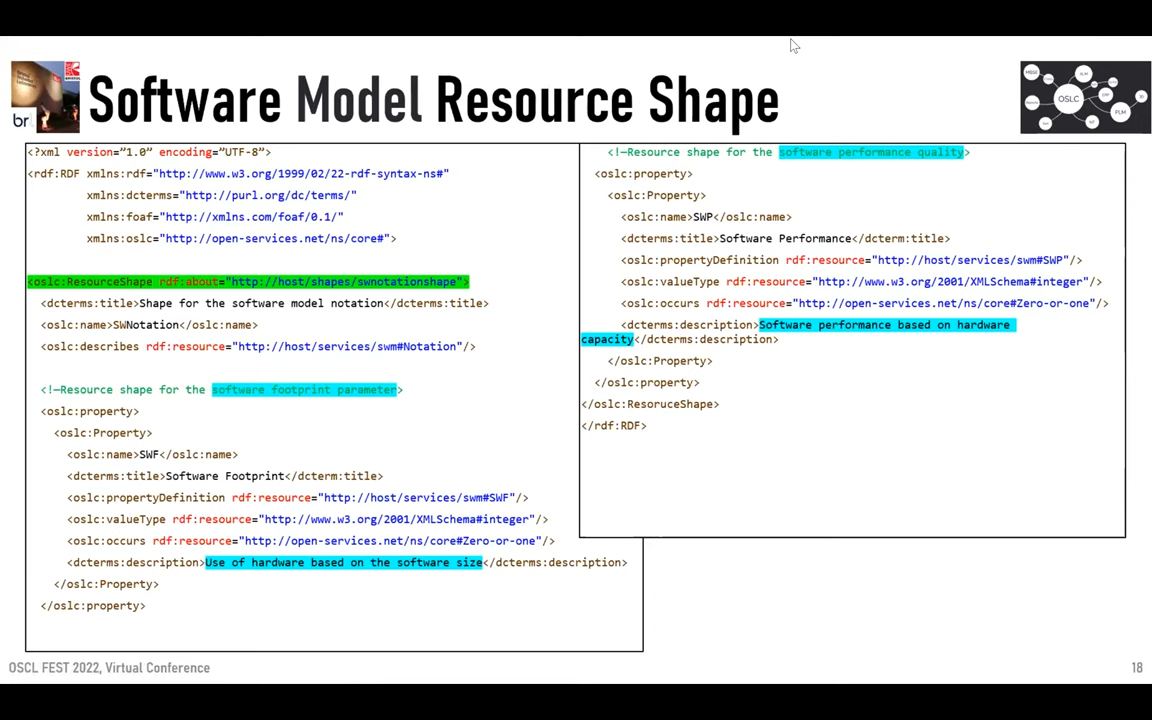 Software Model Resource Shape
br
OSLC
ALM
PLM
<?xml version="1.0" encoding="UTF-8">
<rdf:RDF xmlns:rdf="http://www.w3.org/1999/02/22-rdf-syntax-ns#"
xmlns:dcterms="http://purl.org/dc/terms/"
xmlns:foaf="http://xmlns.com/foaf/0.1/"
xmlns:oslc="http://open-services.net/ns/core#">
<oslc:ResourceShape rdf:about="http://host/shapes/swnotationshape">
<dcterms:title>Shape for the software model notation</dcterms:title>
<oslc:name>SWNotation</oslc:name>
<oslc:describes rdf:resource="http://host/services/swm#Notation"/>
<!—Resource shape for the software footprint parameter>
<oslc:property>
<oslc:Property>
<oslc:name>SWF</oslc:name>
<dcterms:title>Software Footprint</dcterm:title>
<oslc:propertyDefinition rdf:resource="http://host/services/swm#SWF"/>
<oslc:valueType rdf:resource="http://www.w3.org/2001/XMLSchema#integer"/>
<oslc:occurs rdf:resource="http://open-services.net/ns/core#Zero-or-one"/>
<dcterms:description>Use of hardware based on the software size</dcterms:description>
</oslc:Property>
</oslc:property>
<!—Resource shape for the software performance quality>
<oslc:property>
<oslc:Property>
<oslc:name>SWP</oslc:name>
<dcterms:title>Software Performance</dcterm:title>
<oslc:propertyDefinition rdf:resource="http://host/services/swm#SWP"/>
<oslc:valueType rdf:resource="http://www.w3.org/2001/XMLSchema#integer"/>
<oslc:occurs rdf:resource="http://open-services.net/ns/core#Zero-or-one"/>
<dcterms:description>Software performance based on hardware
capacity</dcterms:description>
</oslc:Property>
</oslc:property>
</oslc:ResoruceShape>
</rdf:RDF>
OSCL FEST 2022, Virtual Conference
18